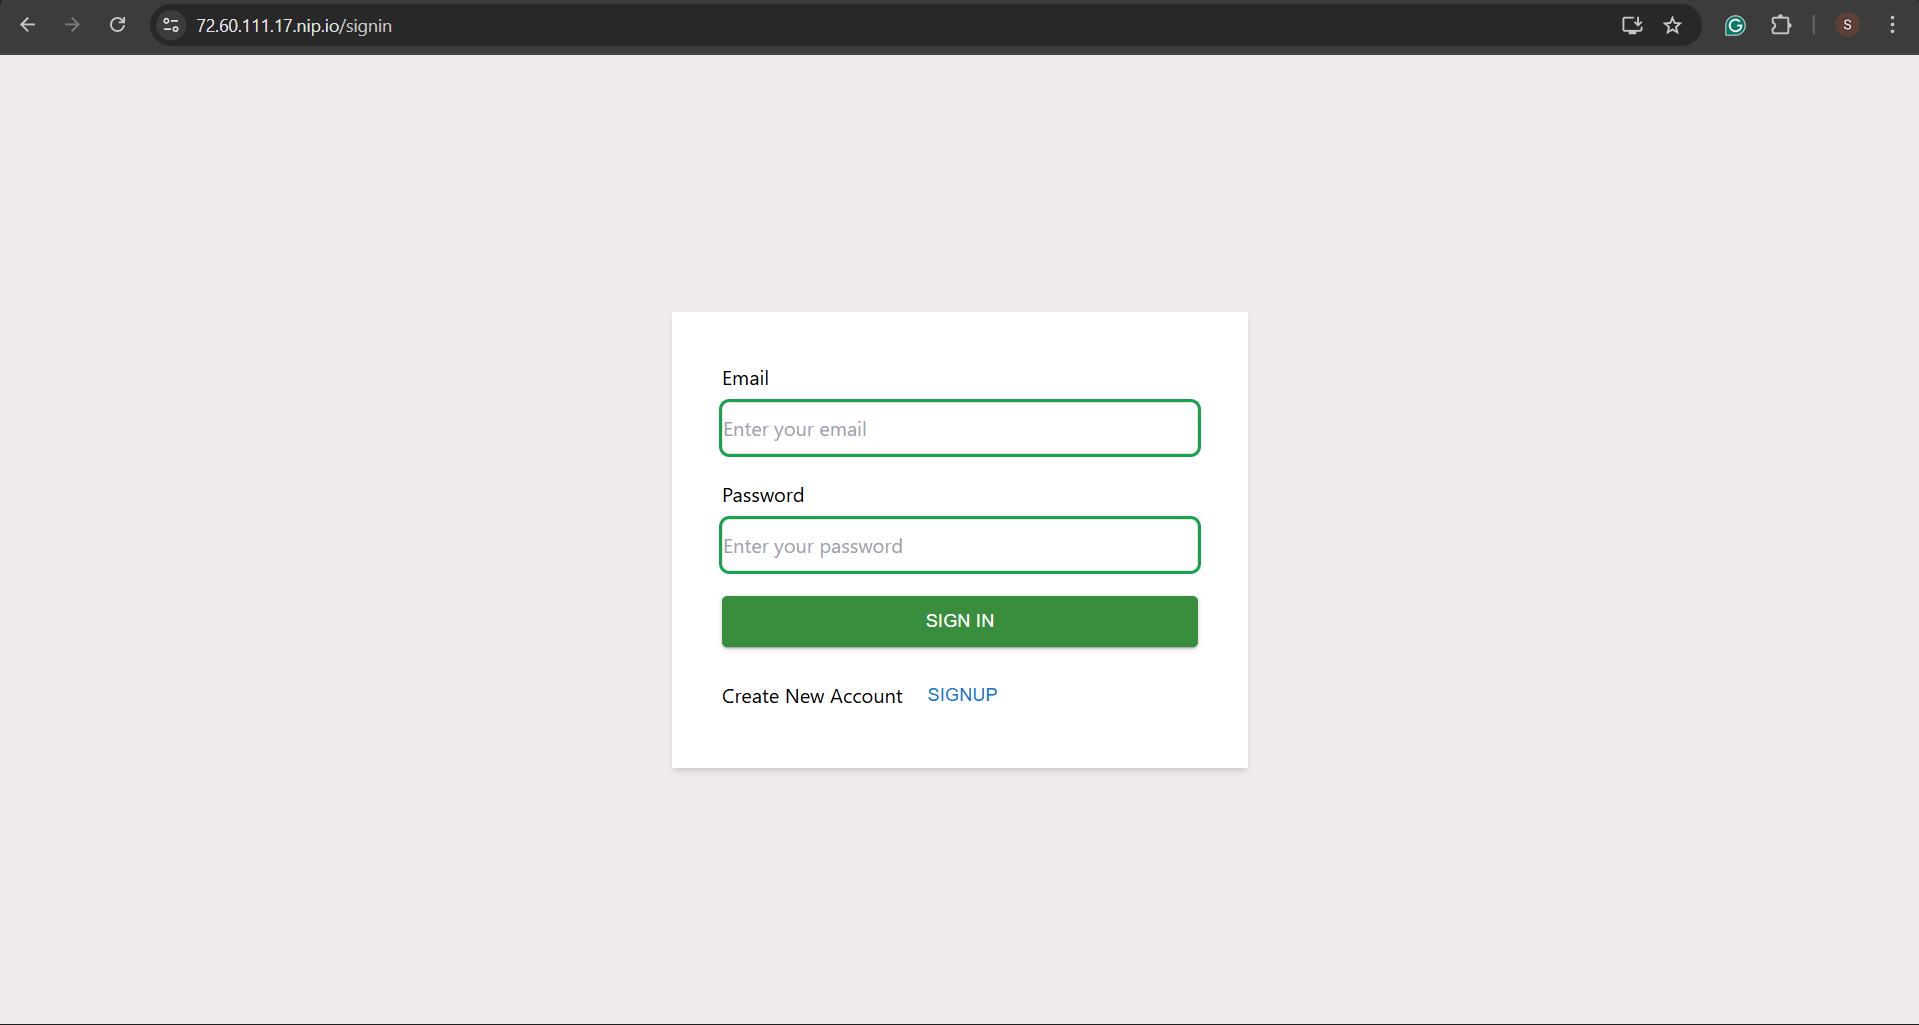 72.60.111.17.nip.io/signin
S
Email
Enter your email
Password
Enter your password
SIGN IN
Create New Account SIGNUP